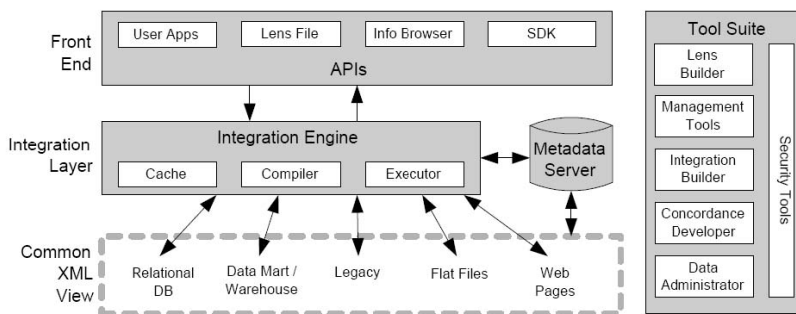 Front
End
User Apps
Lens File
Info Browser
SDK
APIs
Integration
Layer
Integration Engine
Cache
Compiler
Executor
Metadata
Server
Common
XML
View
Relational
DB
Data Mart /
Warehouse
Legacy
Flat Files
Web
Pages
Tool Suite
Lens
Builder
Management
Tools
Integration
Builder
Concordance
Developer
Data
Administrator
Security Tools